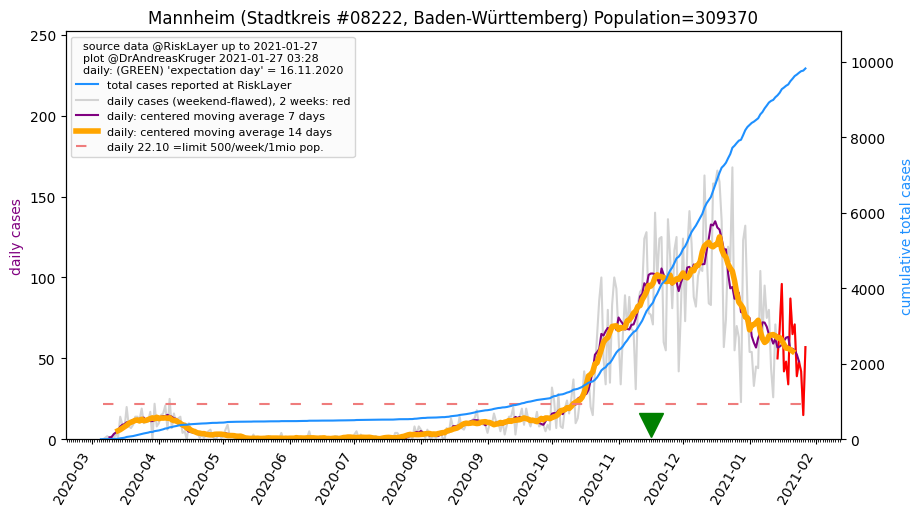 Mannheim (Stadtkreis #08222, Baden-Württemberg) Population=309370
source data @RiskLayer up to 2021-01-27
plot @DrAndreasKruger 2021-01-27 03:28
daily: (GREEN) 'expectation day' = 16.11.2020
total cases reported at RiskLayer
daily cases (weekend-flawed), 2 weeks: red
daily: centered moving average 7 days
daily: centered moving average 14 days
daily 22.10 =limit 500/week/1mio pop.
daily cases
250
200
150
100
50
0
cumulative total cases
10000
8000
6000
4000
2000
0
2020-03
2020-04
2020-05
2020-06
2020-07
2020-08
2020-09
2020-10
2020-11
2020-12
2021-01
2021-02